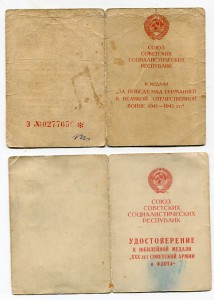 СОЮЗ
СОВЕТСКИХ
СОЦИАЛИСТИЧЕСКИХ
РЕСПУБЛИК
К МЕДАЛИ
"ЗА ПОБЕДУ НАД ГЕРМАНИЕЙ
В ВЕЛИКОЙ ОТЕЧЕСТВЕННОЙ
ВОЙНЕ 1941—1945 гг."
З №0277650 *
СОЮЗ
СОВЕТСКИХ
СОЦИАЛИСТИЧЕСКИХ
РЕСПУБЛИК
УДОСТОВЕРЕНИЕ
К ЮБИЛЕЙНОЙ МЕДАЛИ
"XXX ЛЕТ СОВЕТСКОЙ АРМИИ
и ФЛОТА"